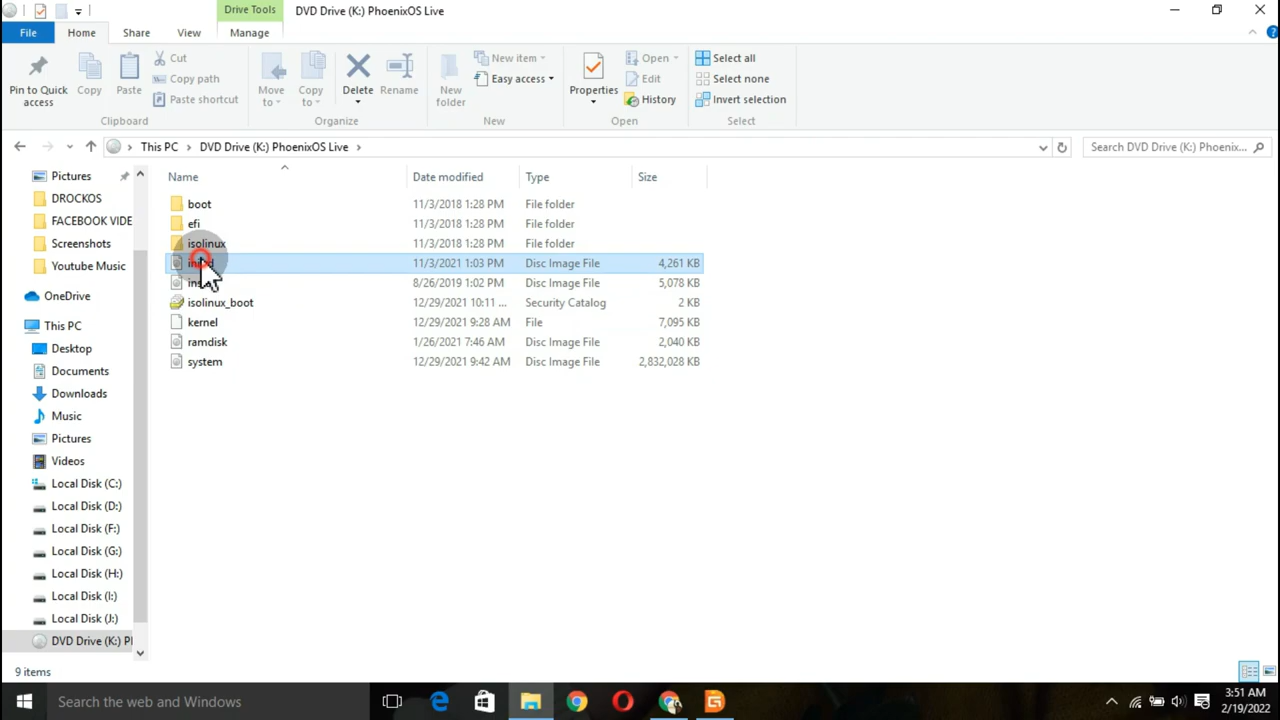 Drive Tools
DVD Drive (K:) PhoenixOS Live
File
Home
Share
View
Manage
Pin to Quick access
Copy
Paste
Cut
Copy path
Paste shortcut
Clipboard
Move to
Copy to
Delete
Rename
Organize
New folder
New item
Easy access
New
Properties
Open
Edit
History
Open
Select all
Select none
Invert selection
Select
This PC
DVD Drive (K:) PhoenixOS Live
Search DVD Drive (K:) Phoenix...
Name
Date modified
Type
Size
boot 11/3/2018 1:28 PM File folder
efi 11/3/2018 1:28 PM File folder
isolinux 11/3/2018 1:28 PM File folder
11/3/2021 1:03 PM Disc Image File 4,261 KB
8/26/2019 1:02 PM Disc Image File 5,078 KB
isolinux_boot 12/29/2021 10:11 ... Security Catalog 2 KB
kernel 12/29/2021 9:28 AM File 7,095 KB
ramdisk 1/26/2021 7:46 AM Disc Image File 2,040 KB
system 12/29/2021 9:42 AM Disc Image File 2,832,028 KB
Pictures
DROCKOS
FACEBOOK VIDE
Screenshots
Youtube Music
OneDrive
This PC
Desktop
Documents
Downloads
Music
Pictures
Videos
Local Disk (C:)
Local Disk (D:)
Local Disk (F:)
Local Disk (G:)
Local Disk (H:)
Local Disk (I:)
Local Disk (J:)
DVD Drive (K:) P
9 items
Search the web and Windows
3:51 AM
2/19/2022